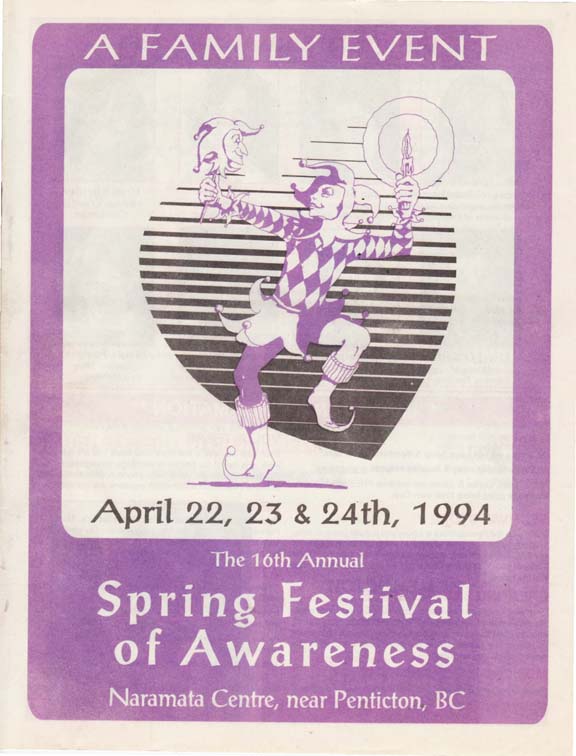 A FAMILY EVENT
April 22, 23 & 24th, 1994
The 16th Annual
Spring Festival
of Awareness
Naramata Centre, near Penticton, BC